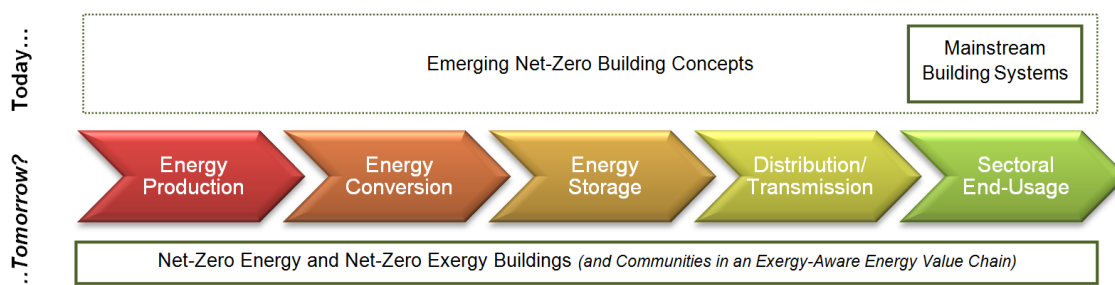 Today…
Emerging Net-Zero Building Concepts
Mainstream
Building Systems
Energy
Production
Energy
Conversion
Energy
Storage
Distribution/
Transmission
Sectoral
End-Usage
..Tomorrow?
Net-Zero Energy and Net-Zero Exergy Buildings (and Communities in an Exergy-Aware Energy Value Chain)